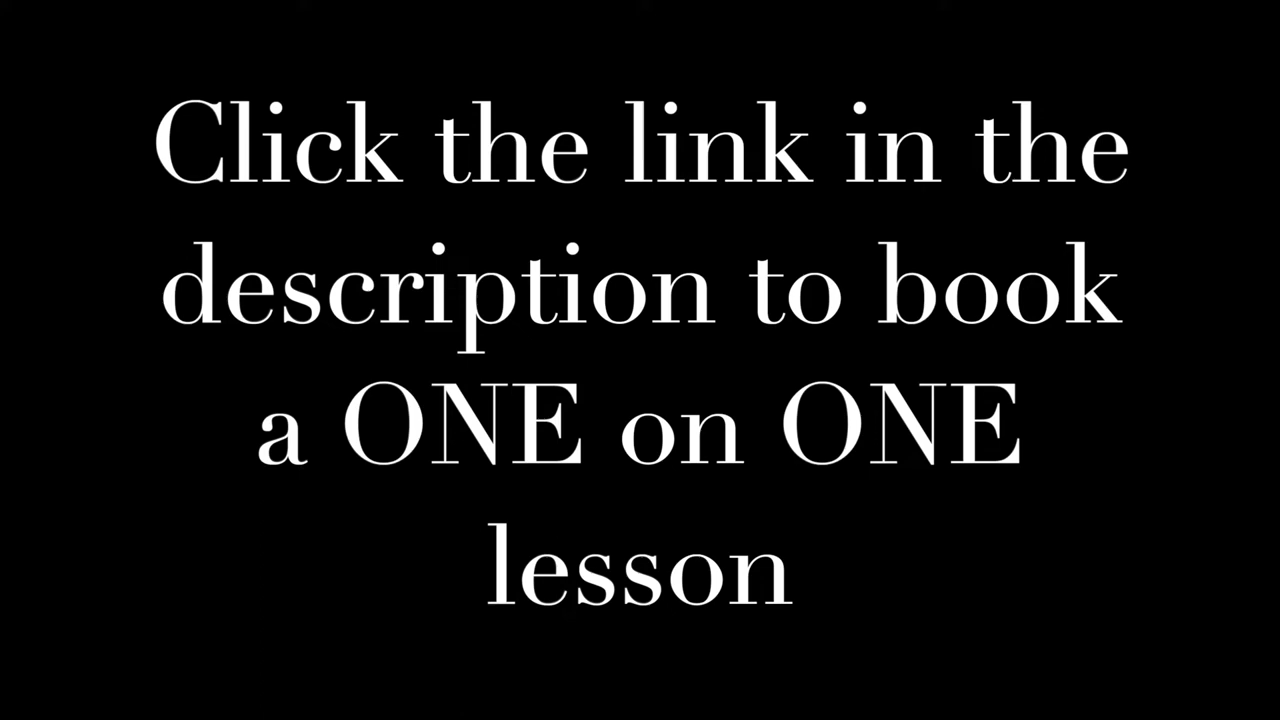 Click the link in the
description to book
a ONE on ONE
lesson